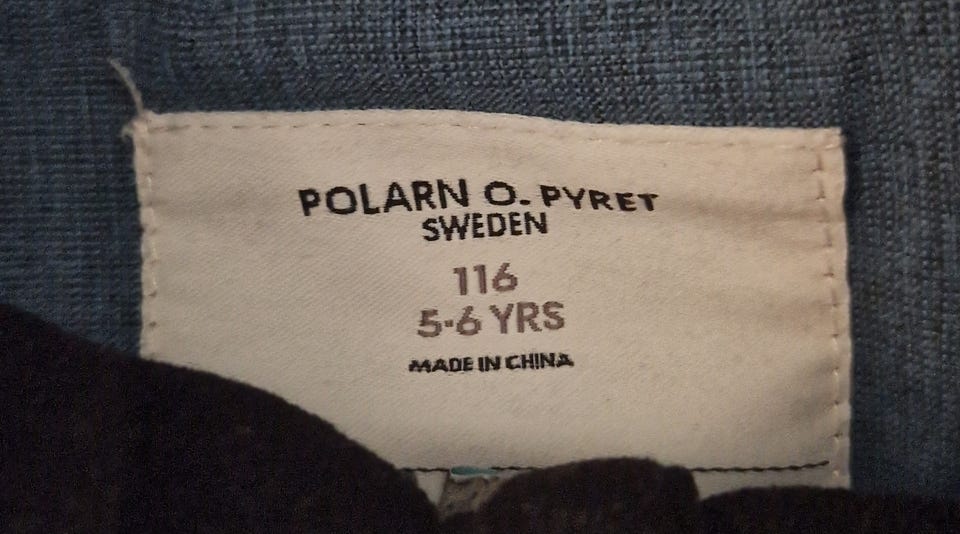 POLARN O. PYRET
SWEDEN
116
5-6 YRS
MADE IN CHINA